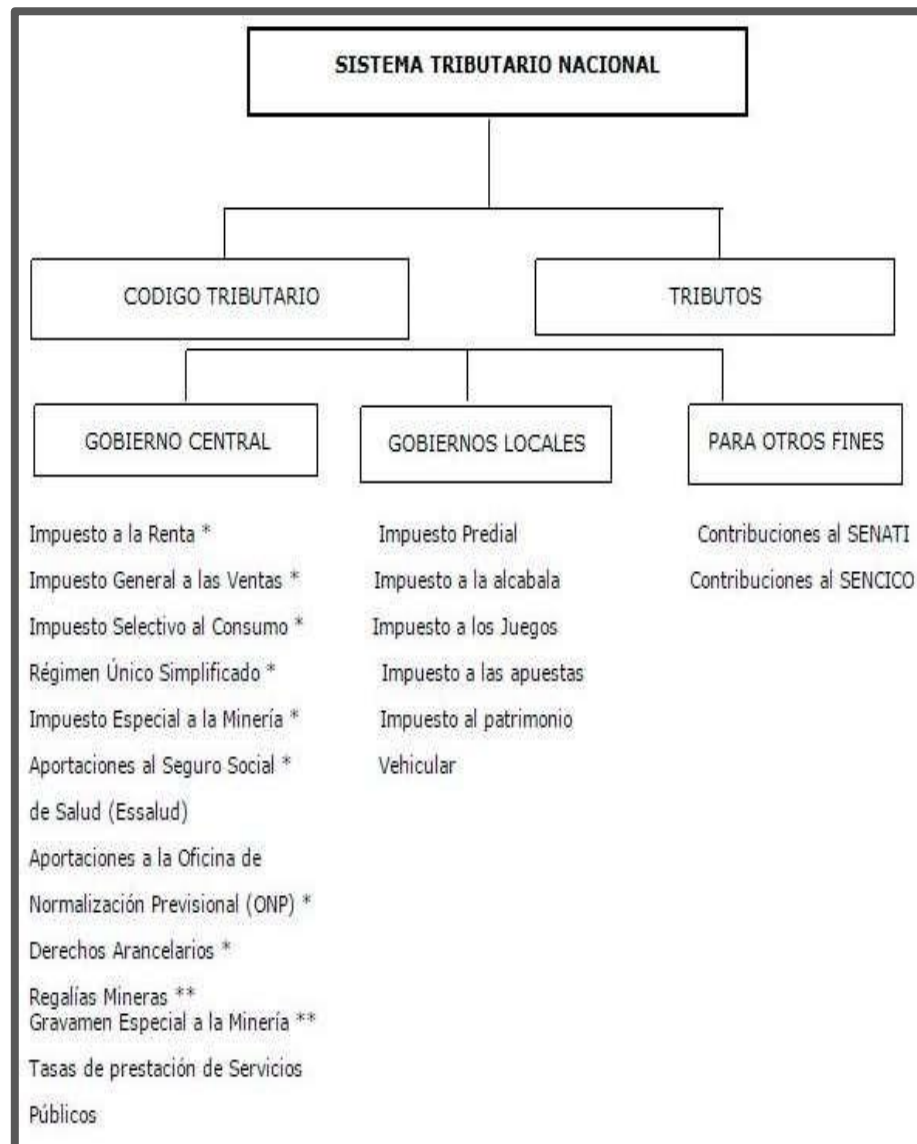 SISTEMA TRIBUTARIO NACIONAL
CODIGO TRIBUTARIO
TRIBUTOS
GOBIERNO CENTRAL
GOBIERNOS LOCALES
PARA OTROS FINES
Impuesto a la Renta *
Impuesto General a las Ventas *
Impuesto Selectivo al Consumo *
Régimen Único Simplificado *
Impuesto Especial a la Minería *
Aportaciones al Seguro Social *
de Salud (Essalud)
Aportaciones a la Oficina de
Normalización Previsional (ONP) *
Derechos Arancelarios *
Regalías Mineras **
Gravamen Especial a la Minería **
Tasas de prestación de Servicios
Públicos
Impuesto Predial
Impuesto a la alcabala
Impuesto a los Juegos
Impuesto a las apuestas
Impuesto al patrimonio
Vehicular
Contribuciones al SENATI
Contribuciones al SENCICO